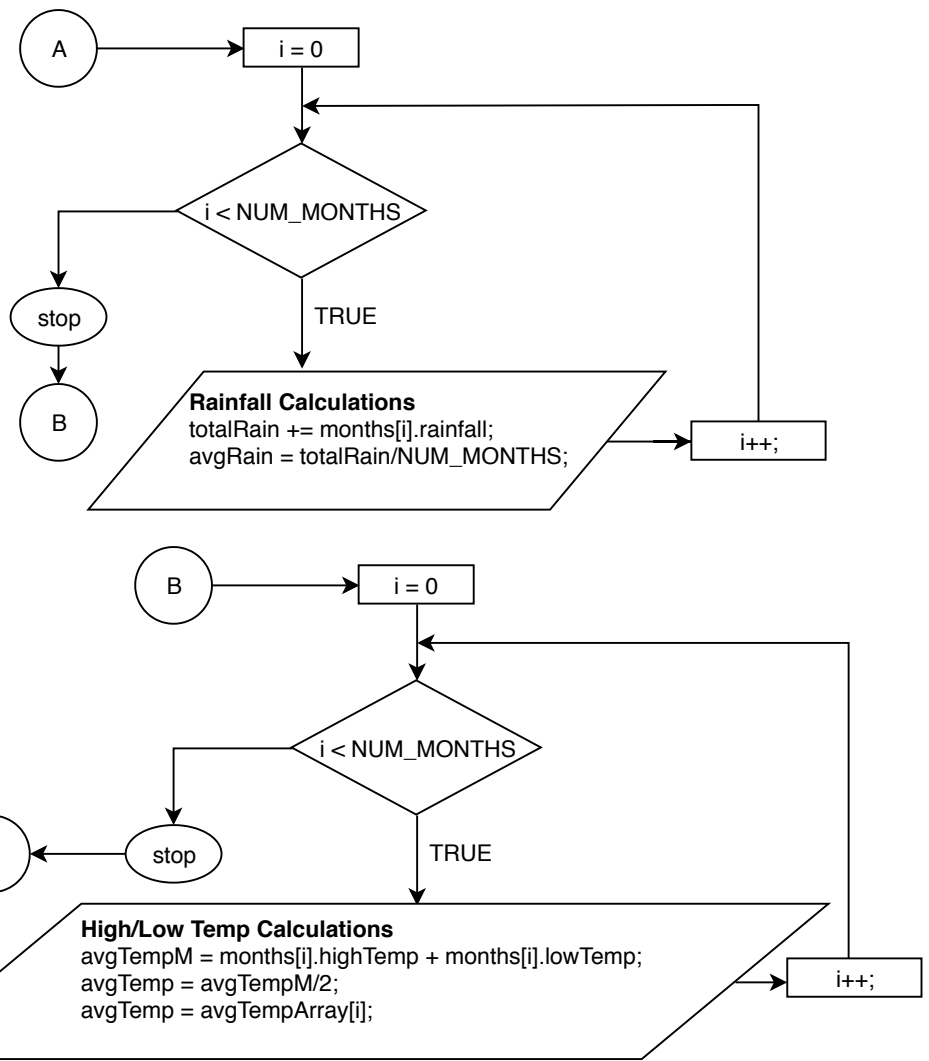 A
i = 0
i < NUM_MONTHS
stop
TRUE
B
Rainfall Calculations
totalRain += months[i].rainfall;
avgRain = totalRain/NUM_MONTHS;
i++;
B
i = 0
i < NUM_MONTHS
stop
TRUE
High/Low Temp Calculations
avgTempM = months[i].highTemp + months[i].lowTemp;
avgTemp = avgTempM/2;
avgTemp = avgTempArray[i];
i++;